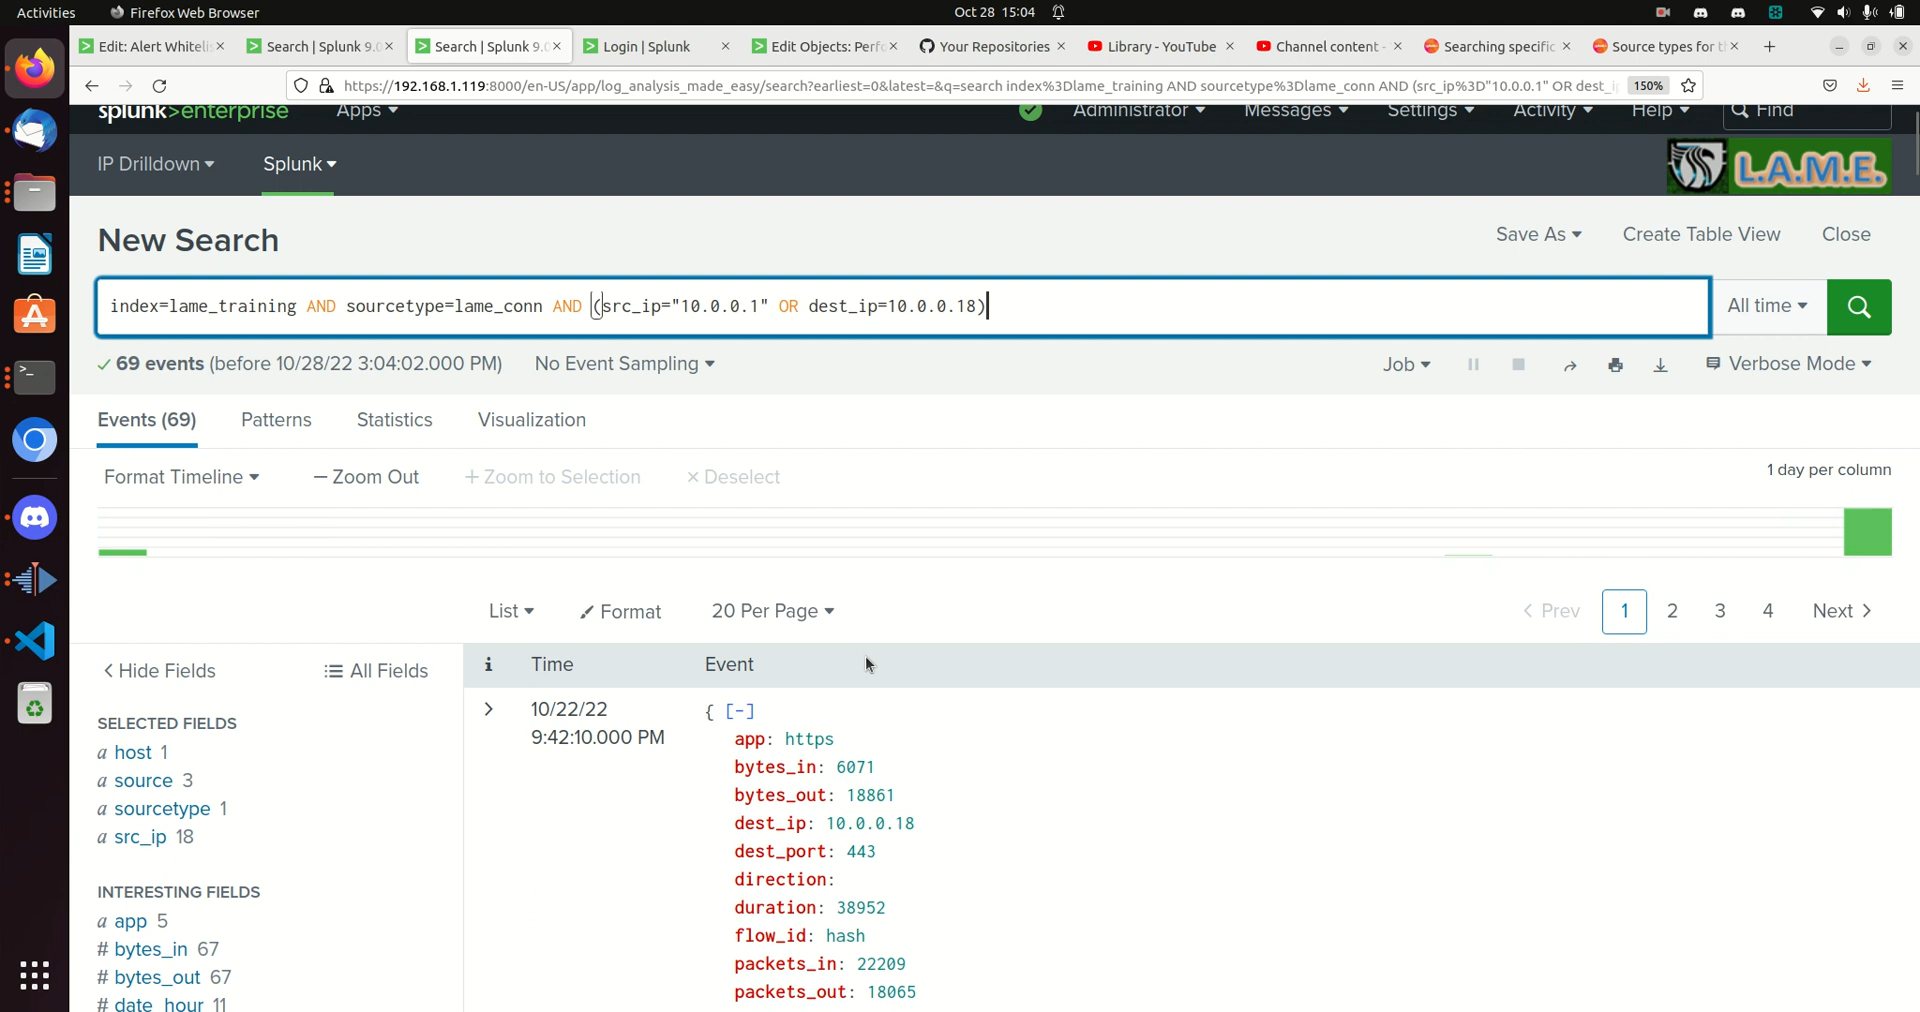 Activities Firefox Web Browser Oct 28 15:04
Edit: Alert Whitelis Search | Splunk 9.0 Search | Splunk 9.0 Login | Splunk Edit Objects: Perfo Your Repositories Library - YouTube Channel content - Searching specific Source types for t
https://192.168.1.119:8000/en-US/app/log_analysis_made_easy/search?earliest=0&latest=&q=search index%3Dlame_training AND sourcetype%3Dlame_conn AND (src_ip%3D"10.0.0.1" OR dest_i 150%
splunk>enterprise Apps Administrator Messages Settings Activity Help Find
IP Drilldown Splunk L.A.M.E.
New Search Save As Create Table View Close
index=lame_training AND sourcetype=lame_conn AND (src_ip="10.0.0.1" OR dest_ip=10.0.0.18) All time
69 events (before 10/28/22 3:04:02.000 PM) No Event Sampling Job Verbose Mode
Events (69) Patterns Statistics Visualization
Format Timeline — Zoom Out + Zoom to Selection × Deselect 1 day per column
List Format 20 Per Page < Prev 1 2 3 4 Next >
< Hide Fields All Fields i Time Event
SELECTED FIELDS
a host 1
a source 3
a sourcetype 1
a src_ip 18
INTERESTING FIELDS
a app 5
# bytes_in 67
# bytes_out 67
# date_hour 11
> 10/22/22
9:42:10.000 PM
{ [-]
app: https
bytes_in: 6071
bytes_out: 18861
dest_ip: 10.0.0.18
dest_port: 443
direction:
duration: 38952
flow_id: hash
packets_in: 22209
packets_out: 18065